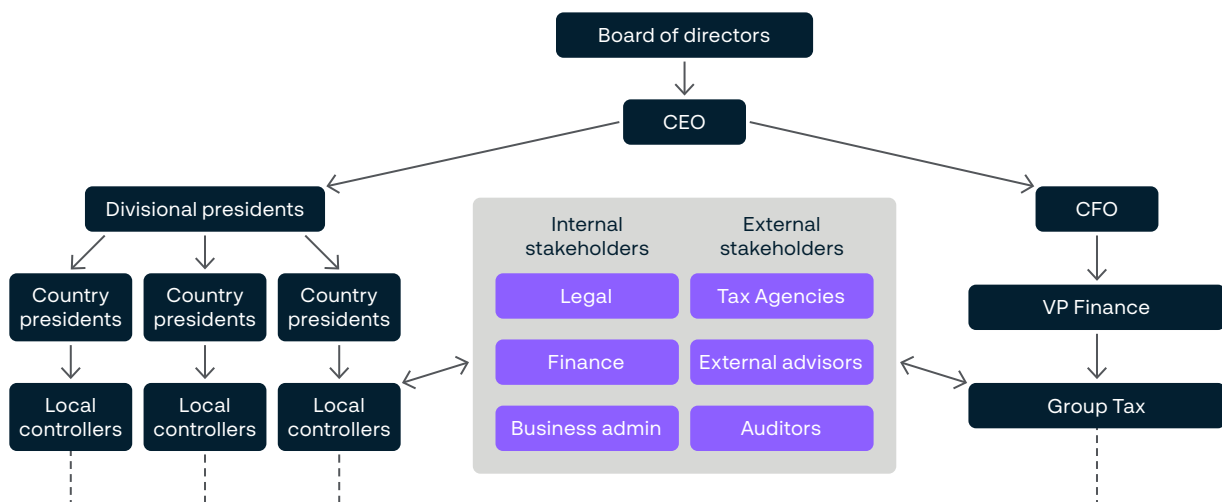 Board of directors
CEO
Divisional presidents
CFO
Internal
stakeholders
External
stakeholders
Country
presidents
Country
presidents
Country
presidents
Legal
Tax Agencies
VP Finance
Finance
External advisors
Local
controllers
Local
controllers
Local
controllers
Business admin
Auditors
Group Tax